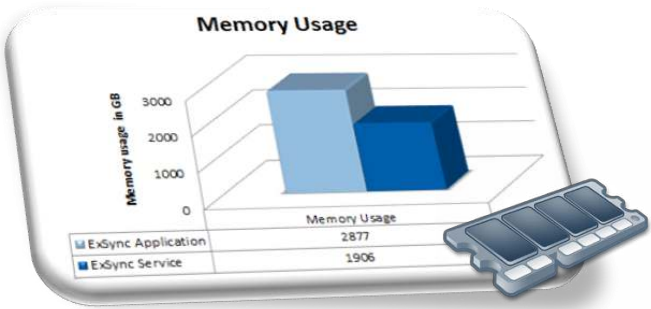 Memory Usage
Memory usage in GB
3000
2000
1000
0
Memory Usage
ExSync Application 2877
ExSync Service 1906